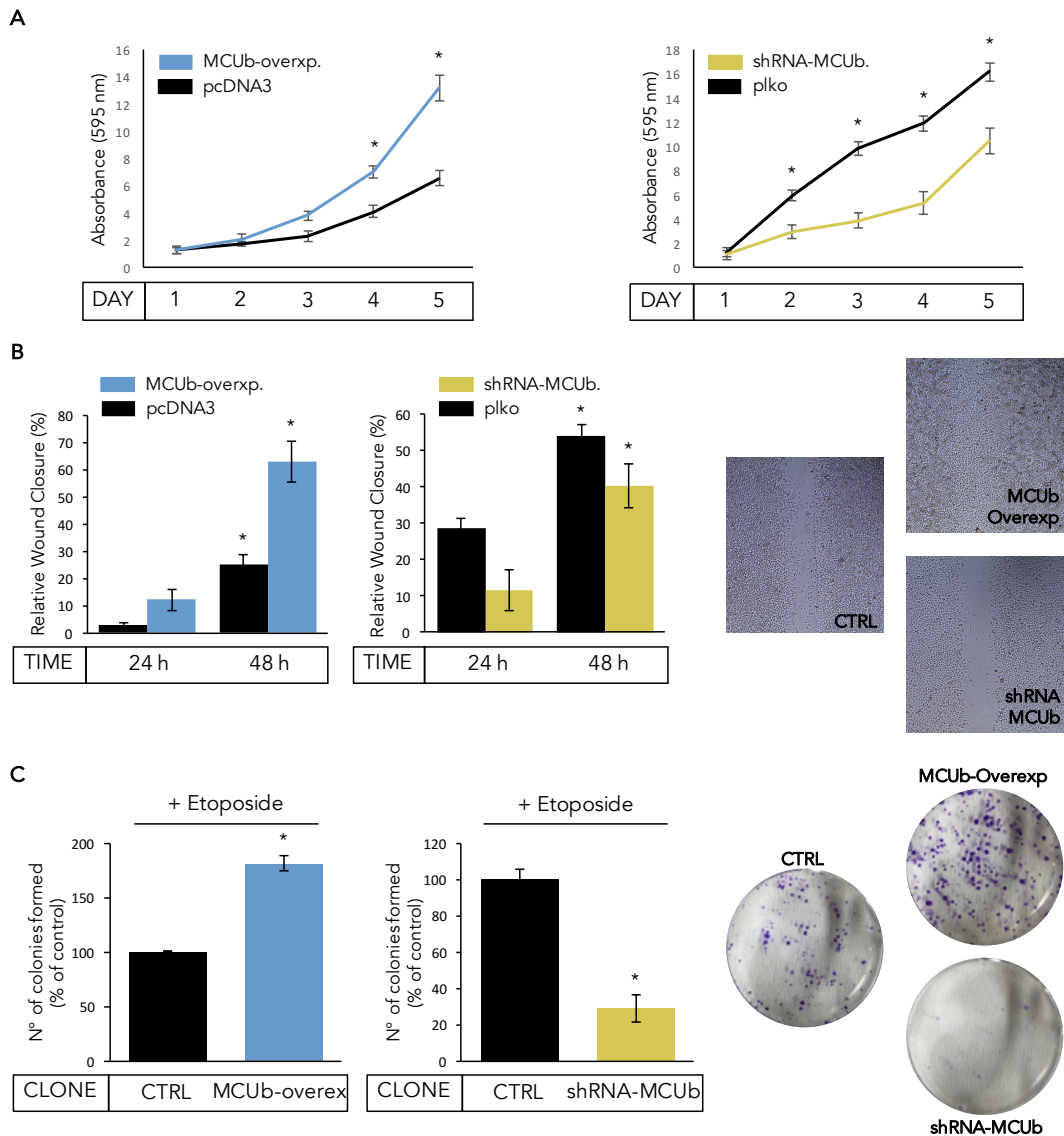 A
MCUb-overxp.
pcDNA3
Absorbance (595 nm)
16
14
12
10
8
6
4
2
0
*
*
DAY 1 2 3 4 5
shRNA-MCUb.
plko
Absorbance (595 nm)
18
16
14
12
10
8
6
4
2
0
*
*
*
*
DAY 1 2 3 4 5
B
MCUb-overxp.
pcDNA3
Relative Wound Closure (%)
80
70
60
50
40
30
20
10
0
*
*
TIME 24 h 48 h
shRNA-MCUb.
plko
Relative Wound Closure (%)
60
50
40
30
20
10
0
*
*
TIME 24 h 48 h
CTRL
MCUb
Overexp
shRNA
MCUb
C
+ Etoposide
N° of coloniesformed
(% of control)
200
150
100
50
0
*
CLONE CTRL MCUb-overex
+ Etoposide
N° of coloniesformed
(% of control)
120
100
80
60
40
20
0
*
CLONE CTRL shRNA-MCUb
CTRL
MCUb-Overexp
shRNA-MCUb